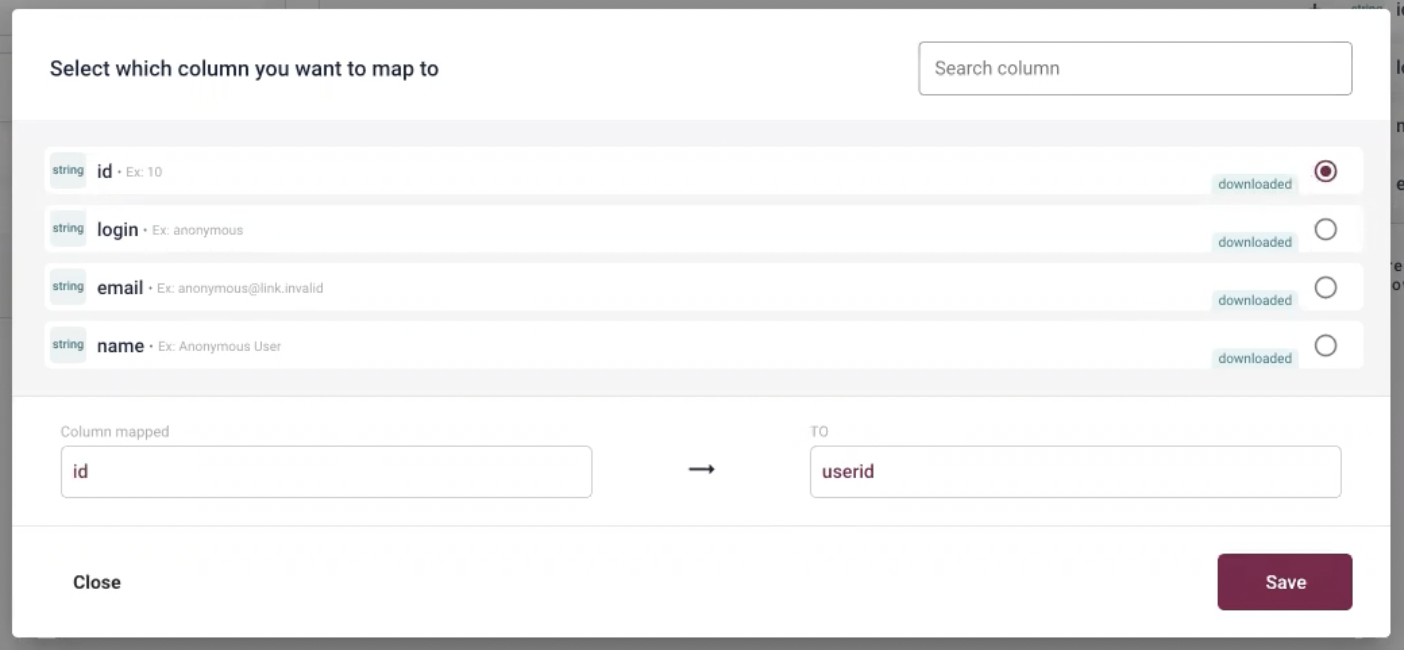 Select which column you want to map to
Search column
string id • Ex: 10 downloaded
string login • Ex: anonymous downloaded
string email • Ex: anonymous@link.invalid downloaded
string name • Ex: Anonymous User downloaded
Column mapped TO
id → userid
Close Save